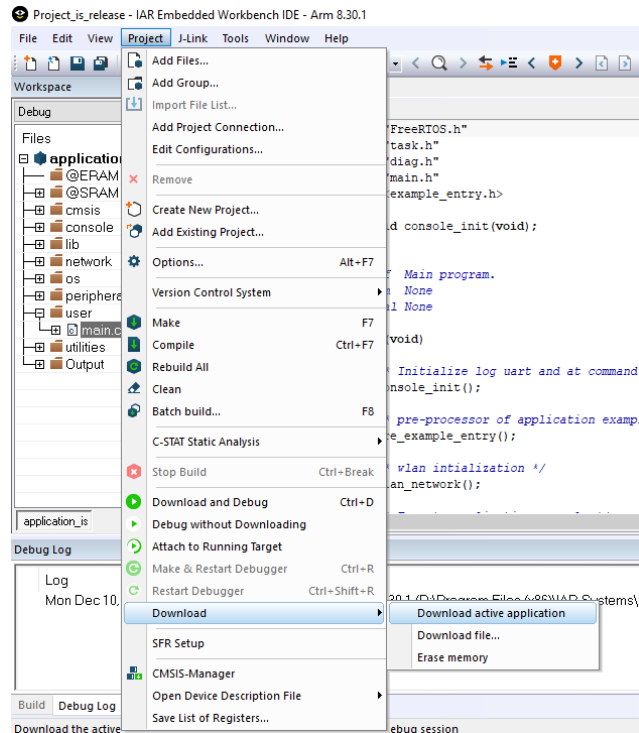 Project_is_release - IAR Embedded Workbench IDE - Arm 8.30.1
File Edit View Project J-Link Tools Window Help
Workspace
Debug
Files
application
@ERAM
@SRAM
cmsis
console
lib
network
os
periphera
user
main.c
utilities
Output
application_is
Add Files...
Add Group...
Import File List...
Add Project Connection...
Edit Configurations...
Remove
Create New Project...
Add Existing Project...
Options... Alt+F7
Version Control System
Make F7
Compile Ctrl+F7
Rebuild All
Clean
Batch build... F8
C-STAT Static Analysis
Stop Build Ctrl+Break
Download and Debug Ctrl+D
Debug without Downloading
Attach to Running Target
Make & Restart Debugger Ctrl+R
Restart Debugger Ctrl+Shift+R
Download
SFR Setup
CMSIS-Manager
Open Device Description File
Save List of Registers...
Download active application
Download file...
Erase memory
"FreeRTOS.h"
"task.h"
"diag.h"
"main.h"
<example_entry.h>
id console_init(void);
Main program.
None
None
(void)
Initialize log uart and at command
nsole_init();
pre-processor of application examp
re_example_entry();
wlan intialization */
lan_network();
Debug Log
Log
Mon Dec 10,
30.1 (D:\Program Files (x86)\IAR Systems\
Build Debug Log
Download the active
ebug session